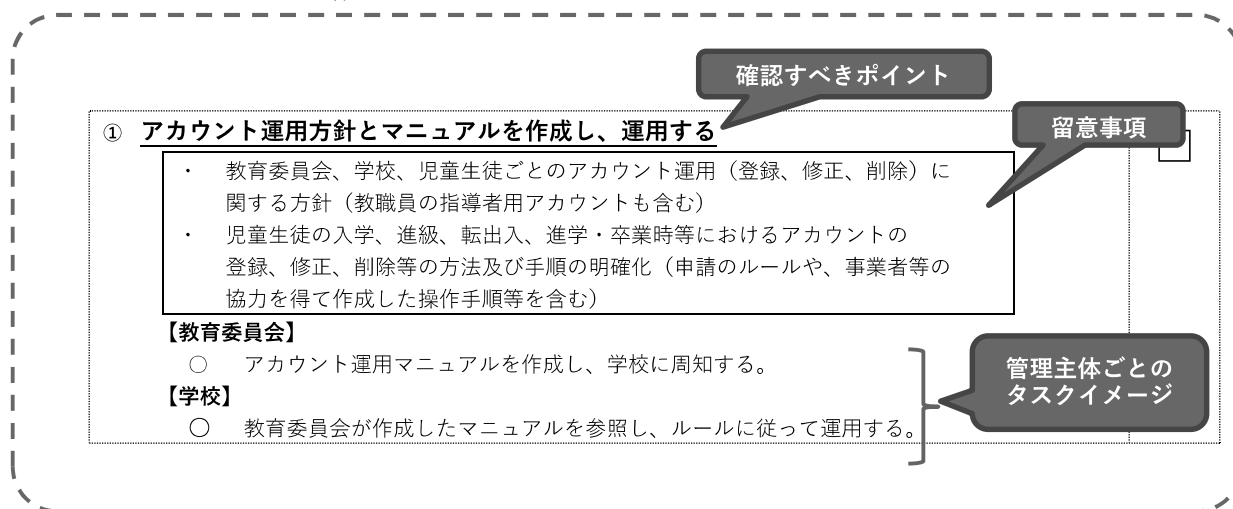 確認すべきポイント
① アカウント運用方針とマニュアルを作成し、運用する
留意事項
・ 教育委員会、学校、児童生徒ごとのアカウント運用（登録、修正、削除）に
関する方針（教職員の指導者用アカウントも含む）
・ 児童生徒の入学、進級、転出入、進学・卒業時等におけるアカウントの
登録、修正、削除等の方法及び手順の明確化（申請のルールや、事業者等の
協力を得て作成した操作手順等を含む）
【教育委員会】
○ アカウント運用マニュアルを作成し、学校に周知する。
【学校】
○ 教育委員会が作成したマニュアルを参照し、ルールに従って運用する。
管理主体ごとの
タスクイメージ